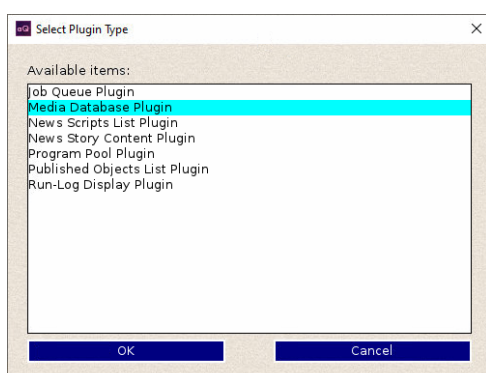 aQ Select Plugin Type
Available items:
Job Queue Plugin
Media Database Plugin
News Scripts List Plugin
News Story Content Plugin
Program Pool Plugin
Published Objects List Plugin
Run-Log Display Plugin
OK Cancel